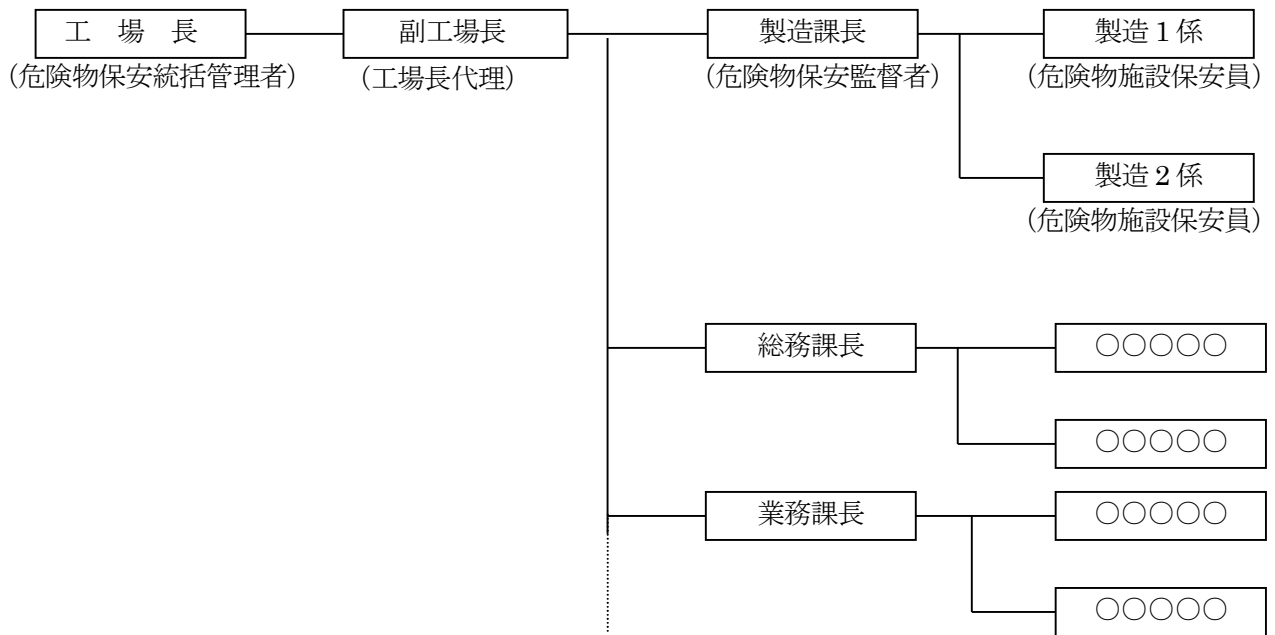 工　場　長
副工場長
製造課長
製造1係
(危険物保安統括管理者)
(工場長代理)
(危険物保安監督者)
(危険物施設保安員)
製造2係
(危険物施設保安員)
総務課長
○○○○○
○○○○○
業務課長
○○○○○
○○○○○